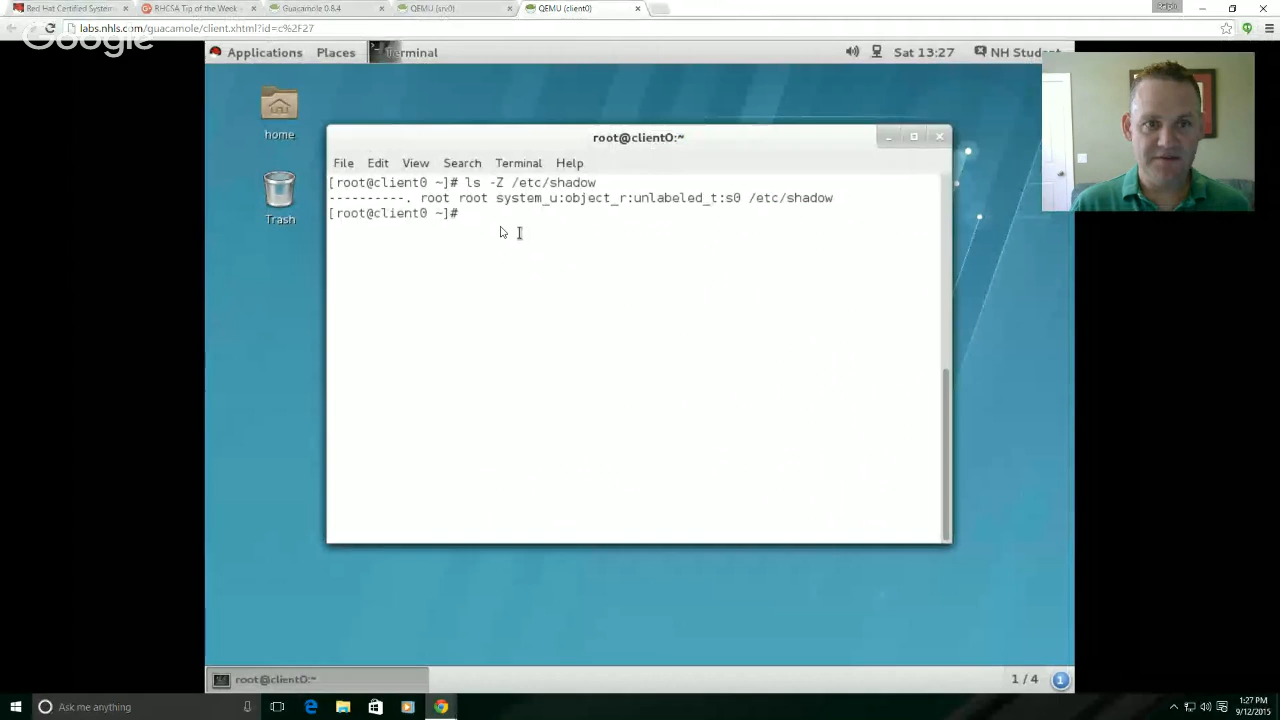 Red Hat Certified System
RHCSA Tip of the Week
Guacamole 0.8.4
QEMU (srv0)
QEMU (client0)
labs.nhls.com/guacamole/client.xhtml?id=c%2F27
Google
Applications Places Terminal Sat 13:27 NH Student
home
Trash
root@client0:~
File Edit View Search Terminal Help
[root@client0 ~]# ls -Z /etc/shadow
----------. root root system_u:object_r:unlabeled_t:s0 /etc/shadow
[root@client0 ~]#
root@client0:~
1 / 4 1
Ask me anything
1:27 PM
9/12/2015